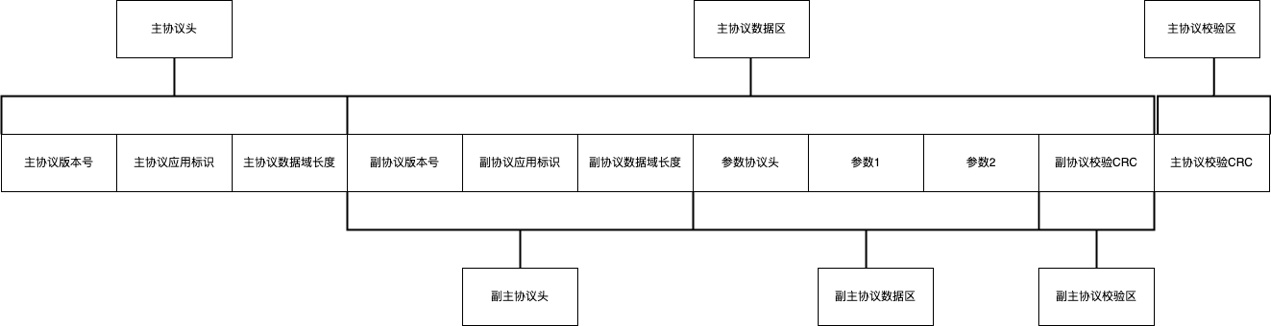 主协议头
主协议数据区
主协议校验区
主协议版本号
主协议应用标识
主协议数据域长度
副协议版本号
副协议应用标识
副协议数据域长度
参数协议头
参数1
参数2
副协议校验CRC
主协议校验CRC
副主协议头
副主协议数据区
副主协议校验区